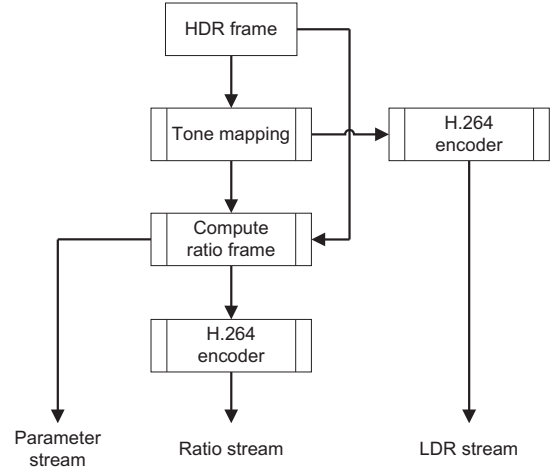 HDR frame
Tone mapping
H.264
encoder
Compute
ratio frame
H.264
encoder
Parameter
stream
Ratio stream
LDR stream